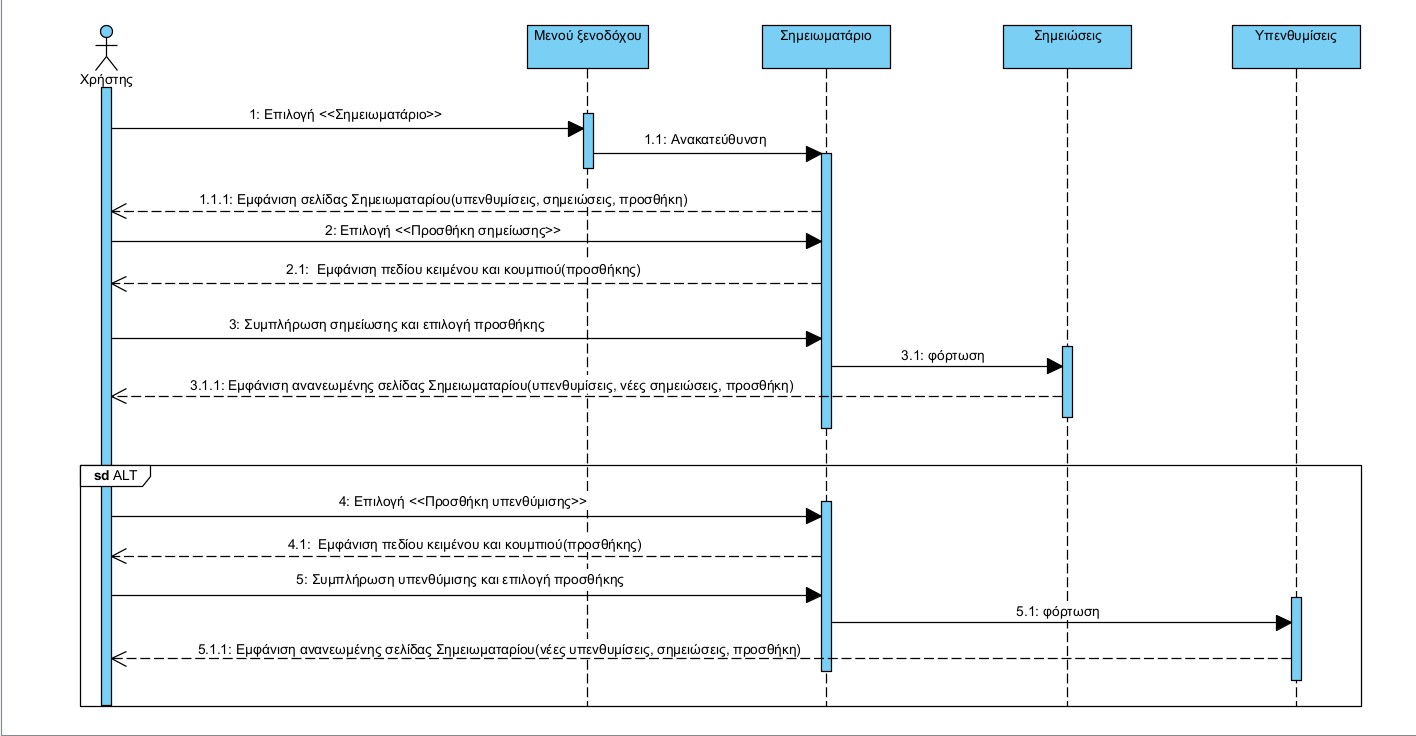 Χρήστης
Μενού ξενοδόχου
Σημειωματάριο
Σημειώσεις
Υπενθυμίσεις
1: Επιλογή <<Σημειωματάριο>>
1.1: Ανακατεύθυνση
1.1.1: Εμφάνιση σελίδας Σημειωματαρίου(υπενθυμίσεις, σημειώσεις, προσθήκη)
2: Επιλογή <<Προσθήκη σημείωσης>>
2.1: Εμφάνιση πεδίου κειμένου και κουμπιού(προσθήκης)
3: Συμπλήρωση σημείωσης και επιλογή προσθήκης
3.1: φόρτωση
3.1.1: Εμφάνιση ανανεωμένης σελίδας Σημειωματαρίου(υπενθυμίσεις, νέες σημειώσεις, προσθήκη)
sd ALT
4: Επιλογή <<Προσθήκη υπενθύμισης>>
4.1: Εμφάνιση πεδίου κειμένου και κουμπιού(προσθήκης)
5: Συμπλήρωση υπενθύμισης και επιλογή προσθήκης
5.1: φόρτωση
5.1.1: Εμφάνιση ανανεωμένης σελίδας Σημειωματαρίου(νέες υπενθυμίσεις, σημειώσεις, προσθήκη)